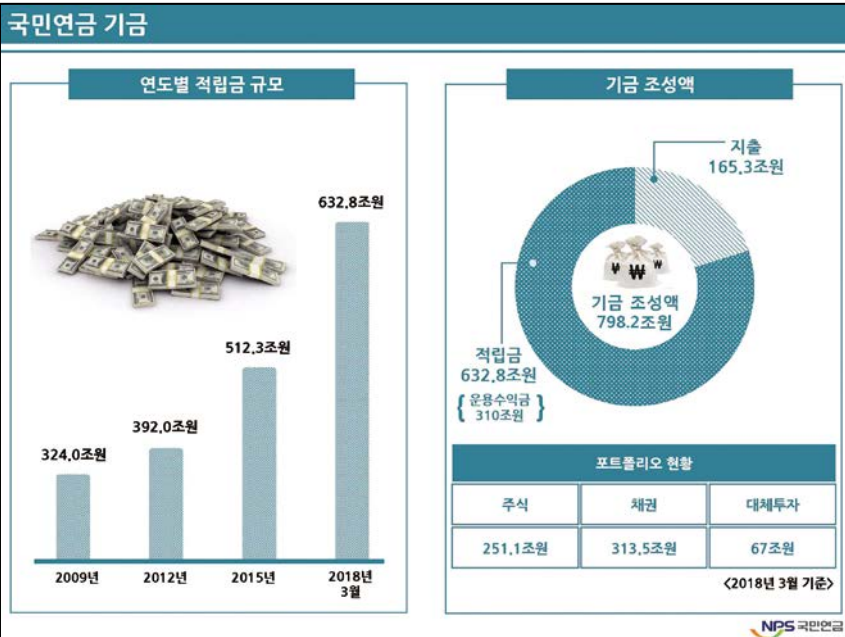 국민연금 기금
연도별 적립금 규모
632.8조원
512.3조원
392.0조원
324.0조원
2009년
2012년
2015년
2018년
3월
기금 조성액
지출
165.3조원
₩ ₩ ₩
기금 조성액
798.2조원
적립금
632.8조원
{ 운용수익금
310조원 }
포트폴리오 현황
주식 채권 대체투자
251.1조원 313.5조원 67조원
<2018년 3월 기준>
NPS 국민연금